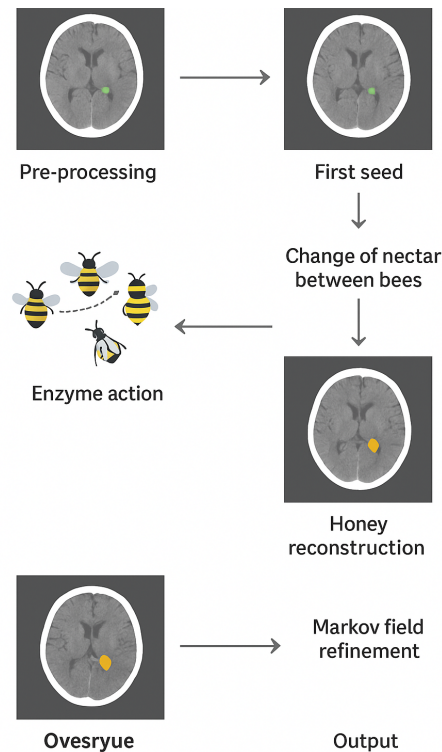 Pre-processing
First seed
Change of nectar
between bees
Enzyme action
Honey
reconstruction
Markov field
refinement
Ovesryue
Output